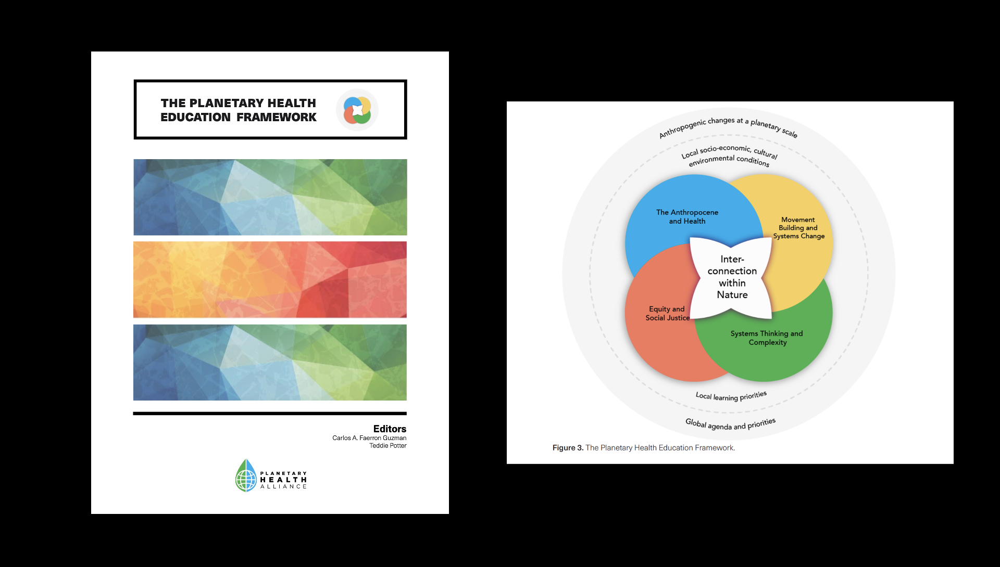 THE PLANETARY HEALTH
EDUCATION FRAMEWORK
Editors
Carlos A. Faerron Guzman
Teddie Potter
PLANETARY
HEALTH
ALLIANCE
Anthropogenic changes at a planetary scale
Local socio-economic, cultural
environmental conditions
The Anthropocene
and Health
Movement
Building and
Systems Change
Inter-
connection
within
Nature
Equity and
Social Justice
Systems Thinking and
Complexity
Local learning priorities
Global agenda and priorities
Figure 3. The Planetary Health Education Framework.